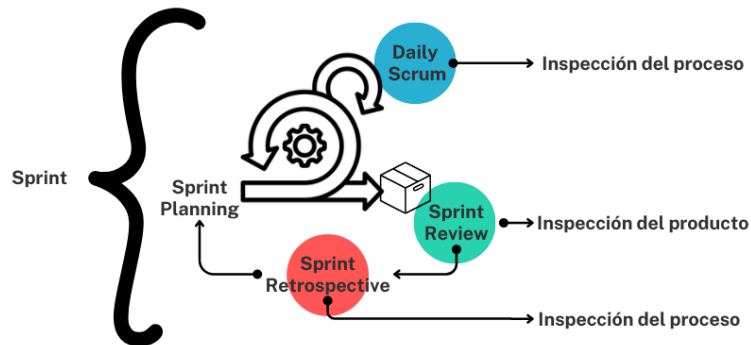 Daily
Scrum
Inspección del proceso
Sprint
Sprint
Planning
Sprint
Review
Inspección del producto
Sprint
Retrospective
Inspección del proceso